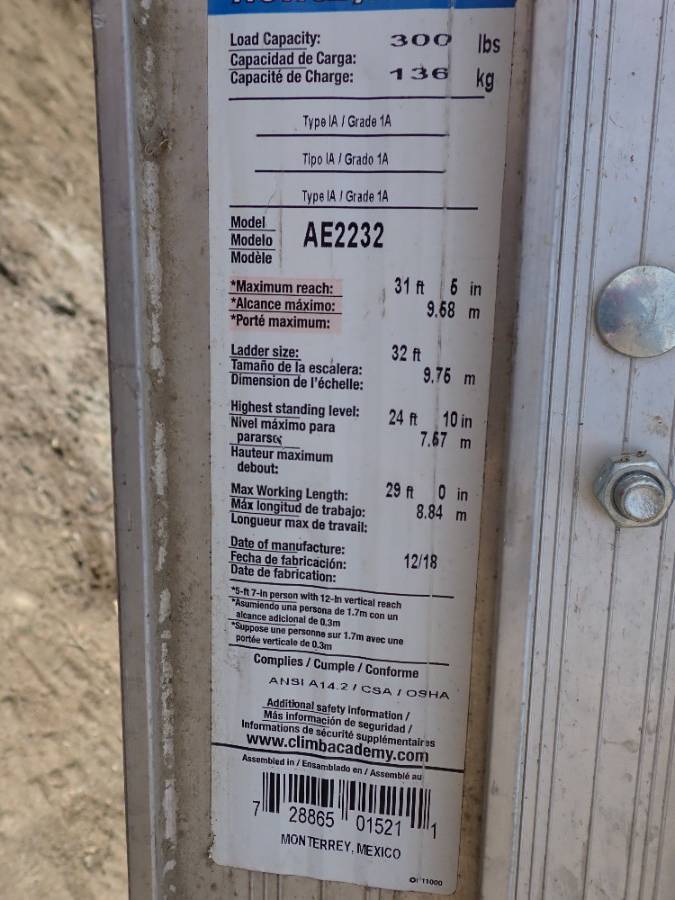 Load Capacity: 300 lbs
Capacidad de Carga:
Capacité de Charge: 136 kg
Type IA / Grade 1A
Tipo IA / Grado 1A
Type IA / Grade 1A
Model
Modelo AE2232
Modèle
*Maximum reach: 31 ft 6 in
*Alcance máximo: 9.68 m
*Porté maximum:
Ladder size: 32 ft
Tamaño de la escalera: 9.75 m
Dimension de l'échelle:
Highest standing level: 24 ft 10 in
Nivel máximo para 7.57 m
pararse
Hauteur maximum
debout:
Max Working Length: 29 ft 0 in
Máx longitud de trabajo: 8.84 m
Longueur max de travail:
Date of manufacture:
Fecha de fabricación: 12/18
Date de fabrication:
*5-ft 7-in person with 12-in vertical reach
*Asumiendo una persona de 1.7m con un
alcance adicional de 0.3m
*Suppose une personne sur 1.7m avec une
portée verticale de 0.3m
Complies / Cumple / Conforme
ANSI A14.2 / CSA / OSHA
Additional safety information /
Más información de seguridad /
Informations de sécurité supplémentaires
www.climbacademy.com
Assembled in / Ensamblado en / Assemblé au
7 28865 01521 1
MONTERREY, MEXICO